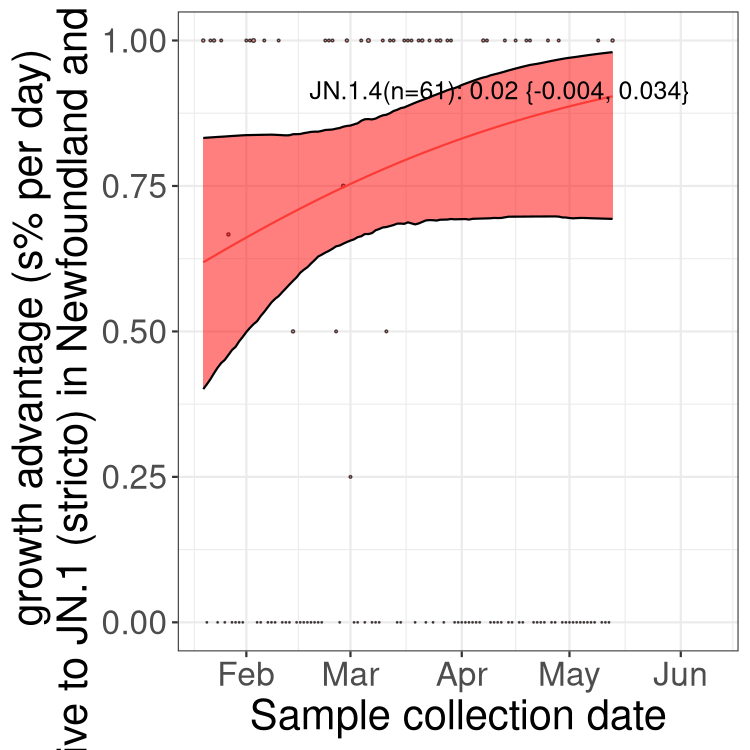 growth advantage (s% per day)
ive to JN.1 (stricto) in Newfoundland and
1.00
0.75
0.50
0.25
0.00
JN.1.4(n=61): 0.02 {-0.004, 0.034}
Feb Mar Apr May Jun
Sample collection date